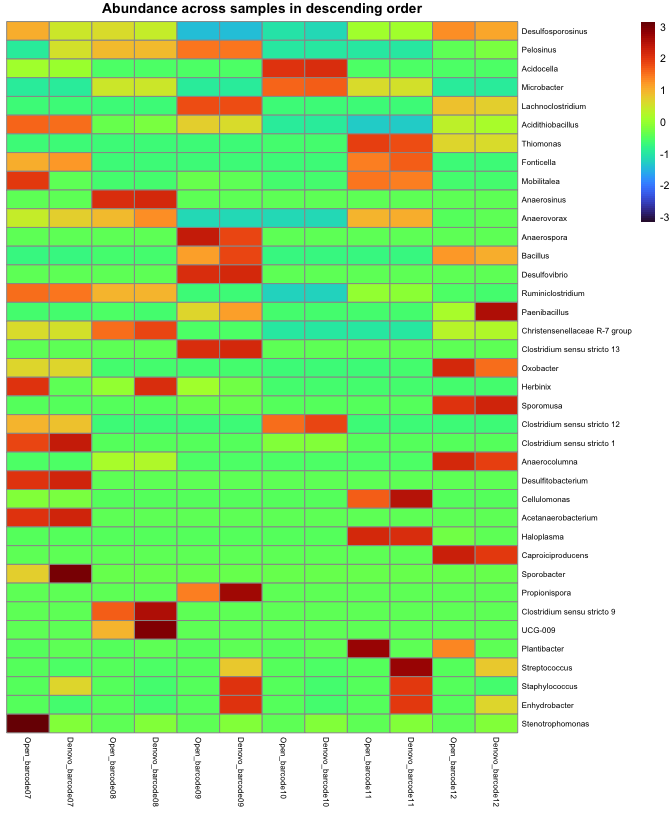 Abundance across samples in descending order
Desulfosporosinus
Pelosinus
Acidocella
Microbacter
Lachnoclostridium
Acidithiobacillus
Thiomonas
Fonticella
Mobilitalea
Anaerosinus
Anaerovorax
Anaerospora
Bacillus
Desulfovibrio
Ruminiclostridium
Paenibacillus
Christensenellaceae R-7 group
Clostridium sensu stricto 13
Oxobacter
Herbinix
Sporomusa
Clostridium sensu stricto 12
Clostridium sensu stricto 1
Anaerocolumna
Desulfitobacterium
Cellulomonas
Acetanaerobacterium
Haloplasma
Caproiciproducens
Sporobacter
Propionispora
Clostridium sensu stricto 9
UCG-009
Plantibacter
Streptococcus
Staphylococcus
Enhydrobacter
Stenotrophomonas
Open_barcode07
Denovo_barcode07
Open_barcode08
Denovo_barcode08
Open_barcode09
Denovo_barcode09
Open_barcode10
Denovo_barcode10
Open_barcode11
Denovo_barcode11
Open_barcode12
Denovo_barcode12
3
2
1
0
-1
-2
-3